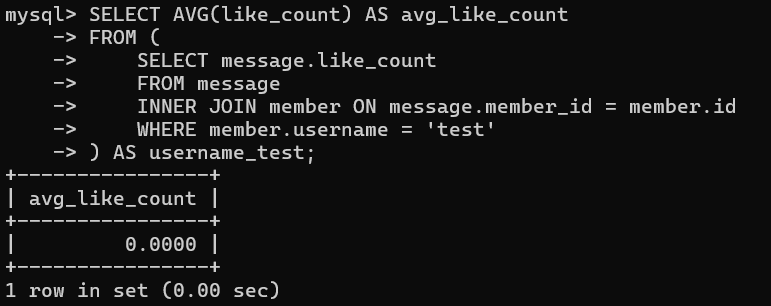 mysql> SELECT AVG(like_count) AS avg_like_count
    -> FROM (
    ->     SELECT message.like_count
    ->     FROM message
    ->     INNER JOIN member ON message.member_id = member.id
    ->     WHERE member.username = 'test'
    -> ) AS username_test;
+----------------+
| avg_like_count |
+----------------+
|         0.0000 |
+----------------+
1 row in set (0.00 sec)